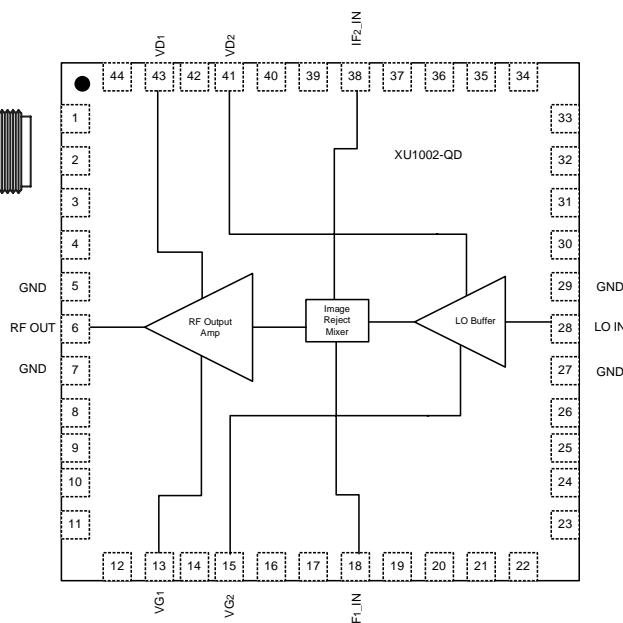 VD1
VD2
IF2_IN
44
43
42
41
40
39
38
37
36
35
34
1
2
3
4
5
6
7
8
9
10
11
33
32
31
30
29
28
27
26
25
24
23
XU1002-QD
GND
RF OUT
GND
GND
LO IN
GND
RF Output
Amp
Image
Reject
Mixer
LO Buffer
12
13
14
15
16
17
18
19
20
21
22
VG1
VG2
F1_IN